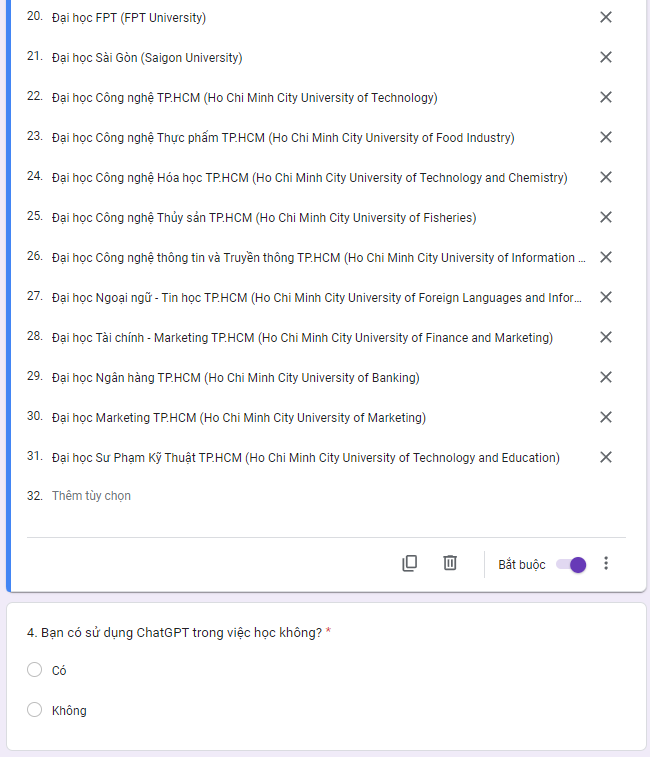 20. Đại học FPT (FPT University)
21. Đại học Sài Gòn (Saigon University)
22. Đại học Công nghệ TP.HCM (Ho Chi Minh City University of Technology)
23. Đại học Công nghệ Thực phẩm TP.HCM (Ho Chi Minh City University of Food Industry)
24. Đại học Công nghệ Hóa học TP.HCM (Ho Chi Minh City University of Technology and Chemistry)
25. Đại học Công nghệ Thủy sản TP.HCM (Ho Chi Minh City University of Fisheries)
26. Đại học Công nghệ thông tin và Truyền thông TP.HCM (Ho Chi Minh City University of Information ...
27. Đại học Ngoại ngữ - Tin học TP.HCM (Ho Chi Minh City University of Foreign Languages and Infor...
28. Đại học Tài chính - Marketing TP.HCM (Ho Chi Minh City University of Finance and Marketing)
29. Đại học Ngân hàng TP.HCM (Ho Chi Minh City University of Banking)
30. Đại học Marketing TP.HCM (Ho Chi Minh City University of Marketing)
31. Đại học Sư Phạm Kỹ Thuật TP.HCM (Ho Chi Minh City University of Technology and Education)
32. Thêm tùy chọn
Bắt buộc
4. Bạn có sử dụng ChatGPT trong việc học không? *
Có
Không